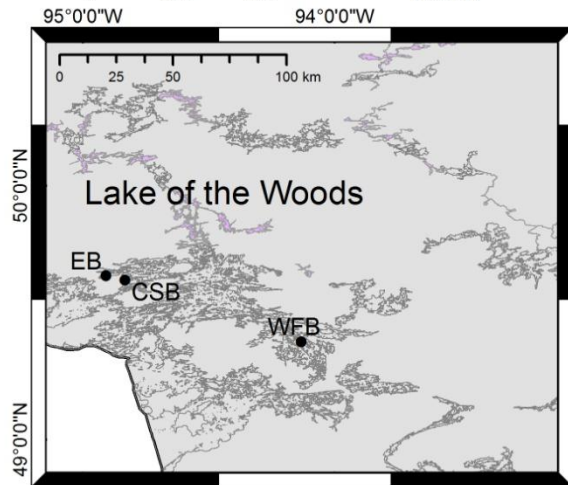 95°0'0"W 94°0'0"W
0 25 50 100 km
50°0'0"N
Lake of the Woods
EB
CSB
WFB
49°0'0"N